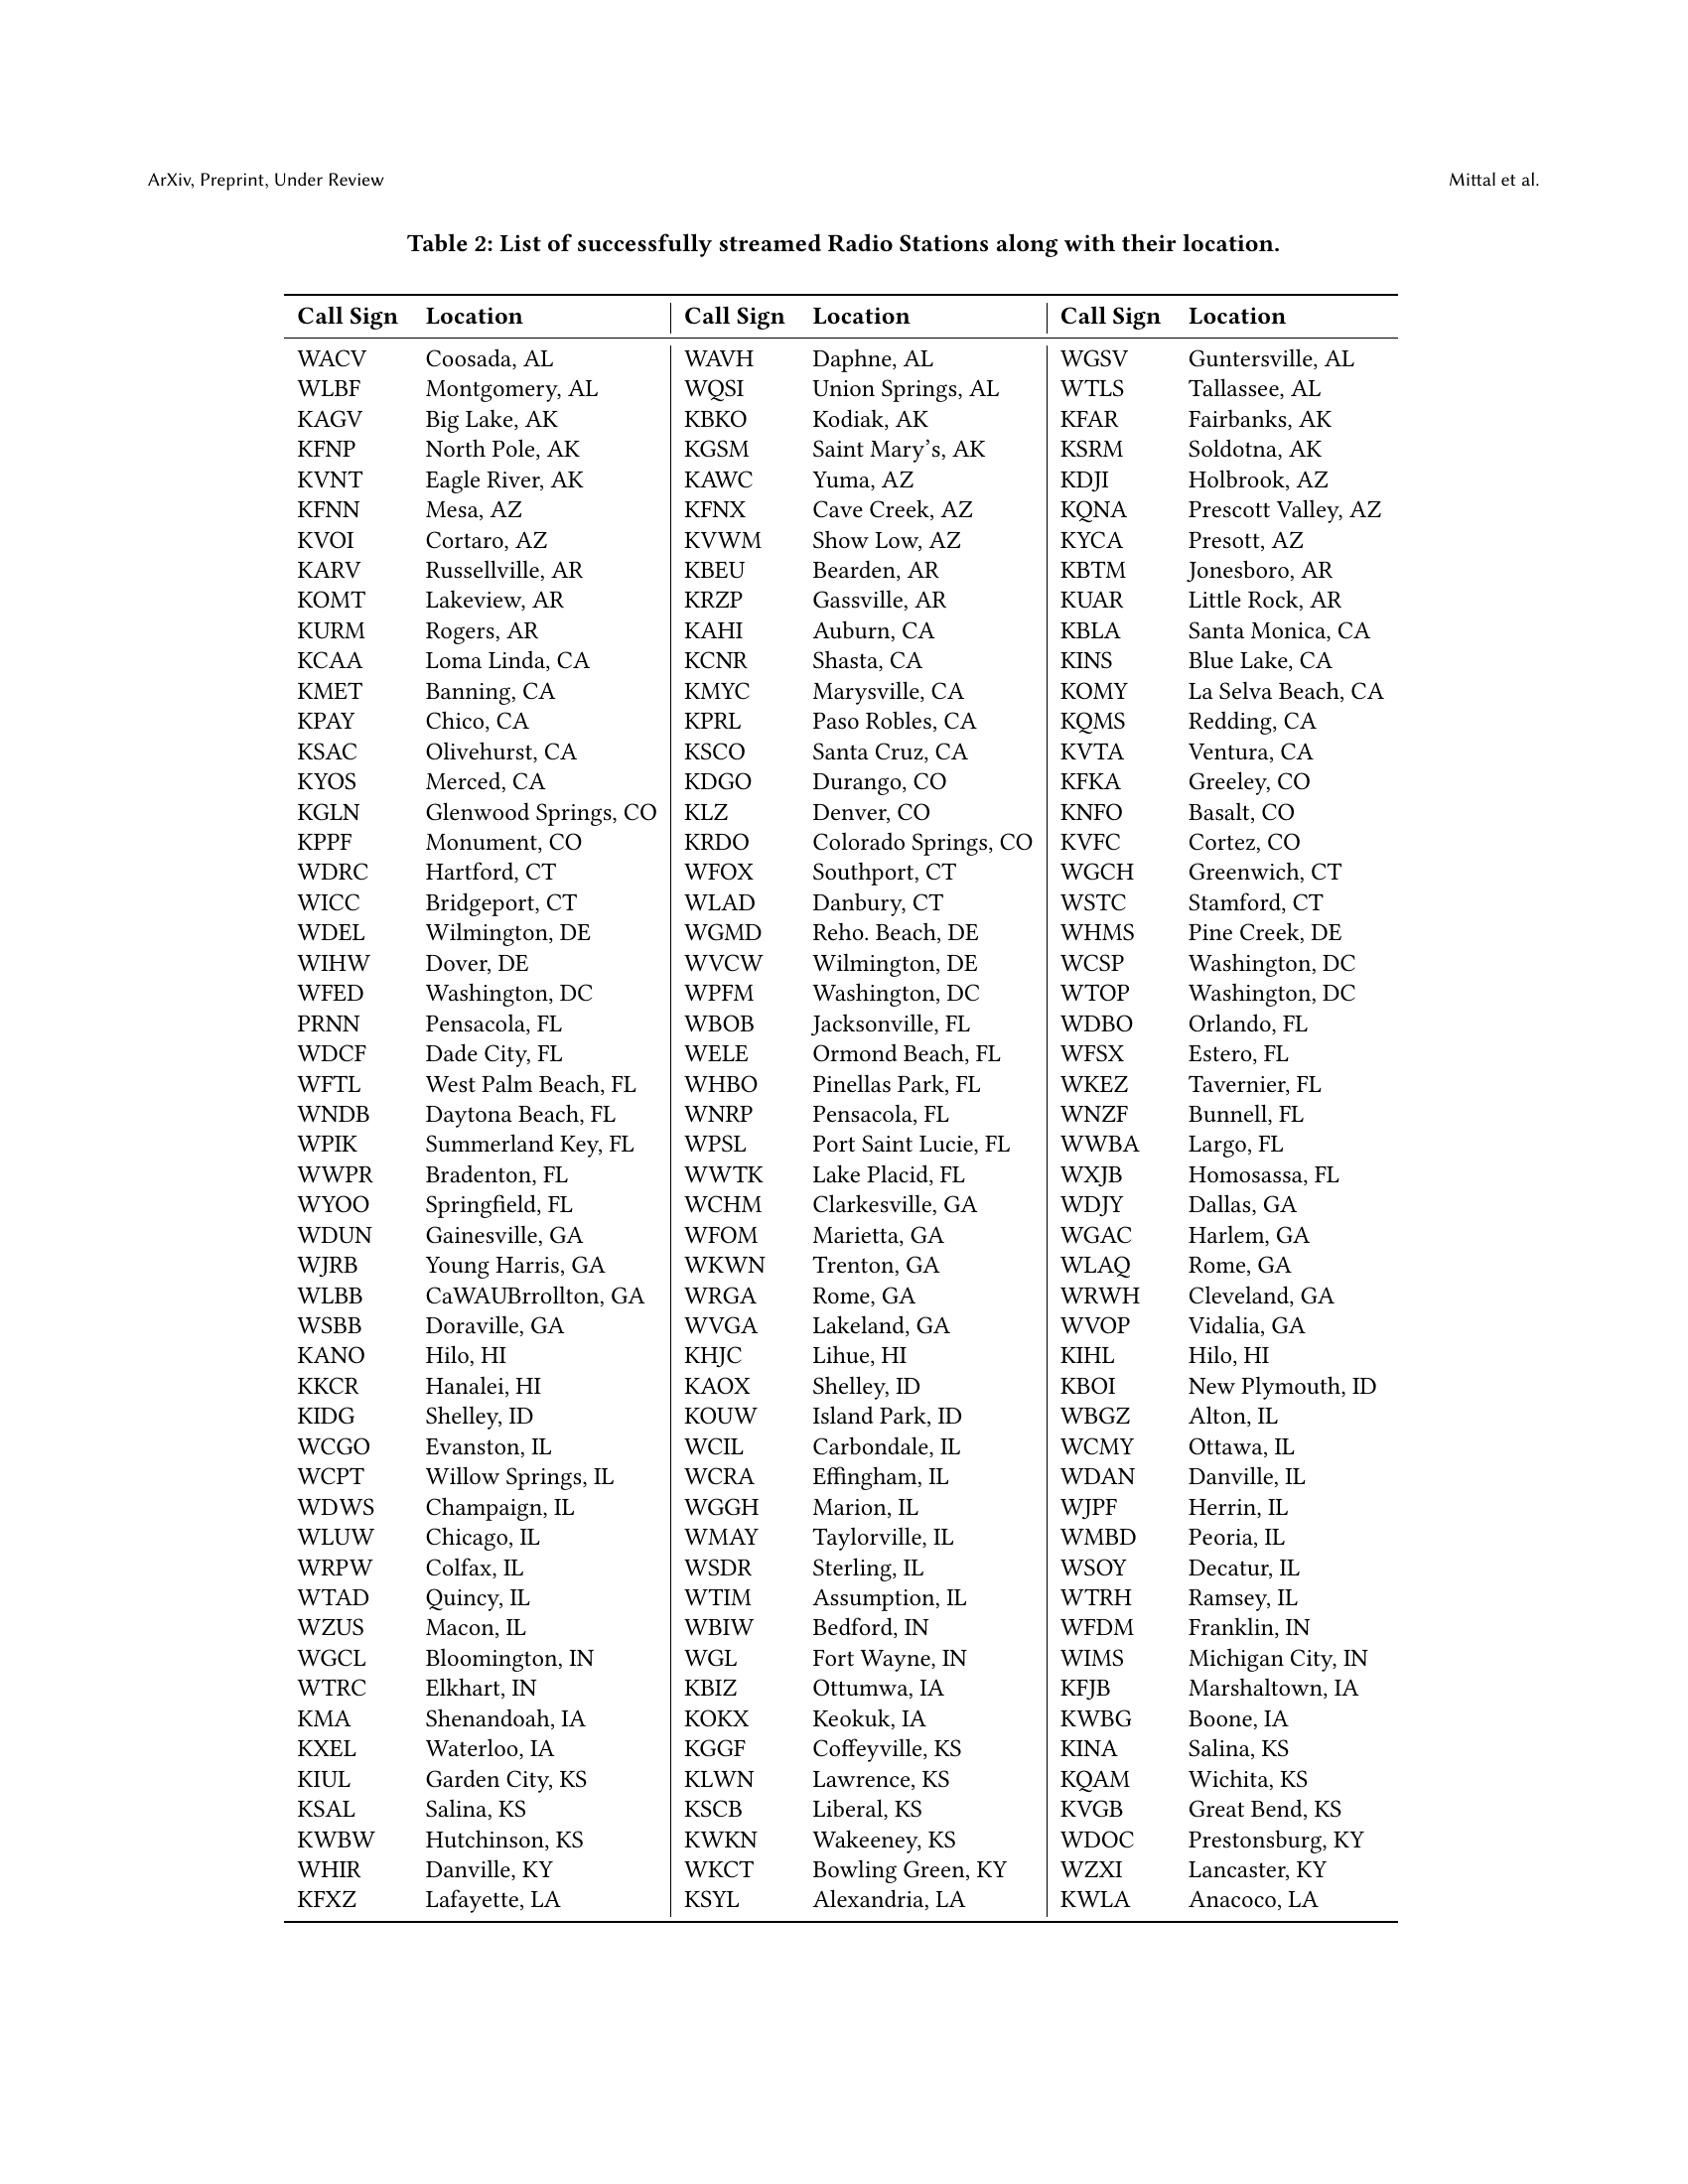 ArXiv, Preprint, Under Review Mittal et al.
Table 2: List of successfully streamed Radio Stations along with their location.
Call Sign Location Call Sign Location Call Sign Location
WACV Coosada, AL WAVH Daphne, AL WGSV Guntersville, AL
WLBF Montgomery, AL WQSI Union Springs, AL WTLS Tallassee, AL
KAGV Big Lake, AK KBKO Kodiak, AK KFAR Fairbanks, AK
KFNP North Pole, AK KGSM Saint Mary's, AK KSRM Soldotna, AK
KVNT Eagle River, AK KAWC Yuma, AZ KDJI Holbrook, AZ
KFNN Mesa, AZ KFNX Cave Creek, AZ KQNA Prescott Valley, AZ
KVOI Cortaro, AZ KVWM Show Low, AZ KYCA Presott, AZ
KARV Russellville, AR KBEU Bearden, AR KBTM Jonesboro, AR
KOMT Lakeview, AR KRZP Gassville, AR KUAR Little Rock, AR
KURM Rogers, AR KAHI Auburn, CA KBLA Santa Monica, CA
KCAA Loma Linda, CA KCNR Shasta, CA KINS Blue Lake, CA
KMET Banning, CA KMYC Marysville, CA KOMY La Selva Beach, CA
KPAY Chico, CA KPRL Paso Robles, CA KQMS Redding, CA
KSAC Olivehurst, CA KSCO Santa Cruz, CA KVTA Ventura, CA
KYOS Merced, CA KDGO Durango, CO KFKA Greeley, CO
KGLN Glenwood Springs, CO KLZ Denver, CO KNFO Basalt, CO
KPPF Monument, CO KRDO Colorado Springs, CO KVFC Cortez, CO
WDRC Hartford, CT WFOX Southport, CT WGCH Greenwich, CT
WICC Bridgeport, CT WLAD Danbury, CT WSTC Stamford, CT
WDEL Wilmington, DE WGMD Reho. Beach, DE WHMS Pine Creek, DE
WIHW Dover, DE WVCW Wilmington, DE WCSP Washington, DC
WFED Washington, DC WPFM Washington, DC WTOP Washington, DC
PRNN Pensacola, FL WBOB Jacksonville, FL WDBO Orlando, FL
WDCF Dade City, FL WELE Ormond Beach, FL WFSX Estero, FL
WFTL West Palm Beach, FL WHBO Pinellas Park, FL WKEZ Tavernier, FL
WNDB Daytona Beach, FL WNRP Pensacola, FL WNZF Bunnell, FL
WPIK Summerland Key, FL WPSL Port Saint Lucie, FL WWBA Largo, FL
WWPR Bradenton, FL WWTK Lake Placid, FL WXJB Homosassa, FL
WYOO Springfield, FL WCHM Clarkesville, GA WDJY Dallas, GA
WDUN Gainesville, GA WFOM Marietta, GA WGAC Harlem, GA
WJRB Young Harris, GA WKWN Trenton, GA WLAQ Rome, GA
WLBB CaWAUBrrollton, GA WRGA Rome, GA WRWH Cleveland, GA
WSBB Doraville, GA WVGA Lakeland, GA WVOP Vidalia, GA
KANO Hilo, HI KHJC Lihue, HI KIHL Hilo, HI
KKCR Hanalei, HI KAOX Shelley, ID KBOI New Plymouth, ID
KIDG Shelley, ID KOUW Island Park, ID WBGZ Alton, IL
WCGO Evanston, IL WCIL Carbondale, IL WCMY Ottawa, IL
WCPT Willow Springs, IL WCRA Effingham, IL WDAN Danville, IL
WDWS Champaign, IL WGGH Marion, IL WJPF Herrin, IL
WLUW Chicago, IL WMAY Taylorville, IL WMBD Peoria, IL
WRPW Colfax, IL WSDR Sterling, IL WSOY Decatur, IL
WTAD Quincy, IL WTIM Assumption, IL WTRH Ramsey, IL
WZUS Macon, IL WBIW Bedford, IN WFDM Franklin, IN
WGCL Bloomington, IN WGL Fort Wayne, IN WIMS Michigan City, IN
WTRC Elkhart, IN KBIZ Ottumwa, IA KFJB Marshaltown, IA
KMA Shenandoah, IA KOKX Keokuk, IA KWBG Boone, IA
KXEL Waterloo, IA KGGF Coffeyville, KS KINA Salina, KS
KIUL Garden City, KS KLWN Lawrence, KS KQAM Wichita, KS
KSAL Salina, KS KSCB Liberal, KS KVGB Great Bend, KS
KWBW Hutchinson, KS KWKN Wakeeney, KS WDOC Prestonsburg, KY
WHIR Danville, KY WKCT Bowling Green, KY WZXI Lancaster, KY
KFXZ Lafayette, LA KSYL Alexandria, LA KWLA Anacoco, LA